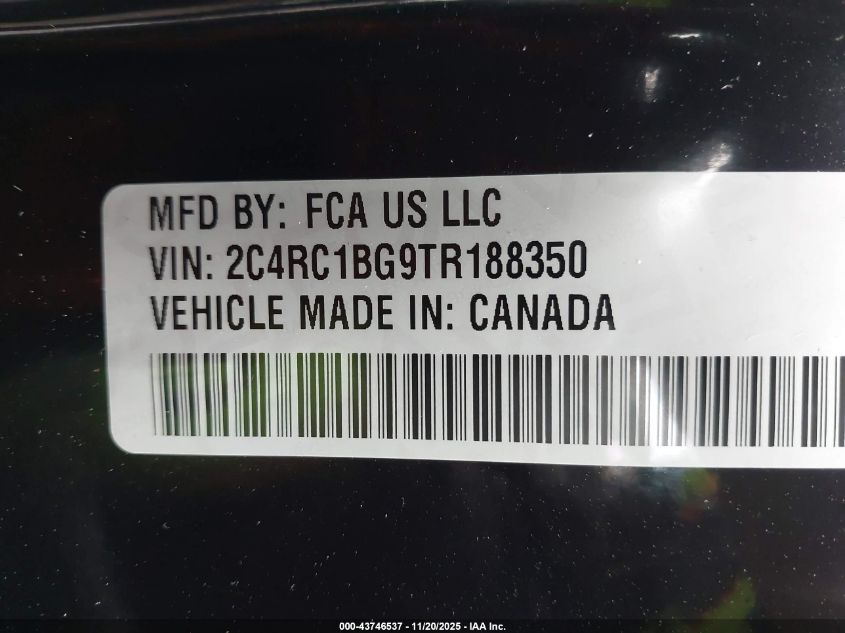 MFD BY: FCA US LLC
VIN: 2C4RC1BG9TR188350
VEHICLE MADE IN: CANADA
000-43746537 - 11/20/2025 - IAA Inc.